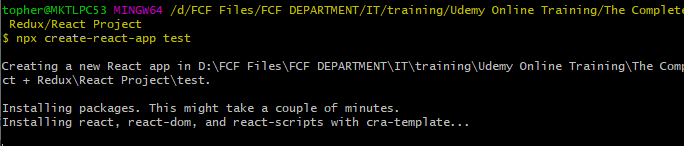 topher@MKTLPC53 MINGW64 /d/FCF Files/FCF DEPARTMENT/IT/training/Udemy Online Training/The Complete
Redux/React Project
$ npx create-react-app test
Creating a new React app in D:\FCF Files\FCF DEPARTMENT\IT\training\Udemy Online Training\The Comp
ct + Redux\React Project\test.
Installing packages. This might take a couple of minutes.
Installing react, react-dom, and react-scripts with cra-template...